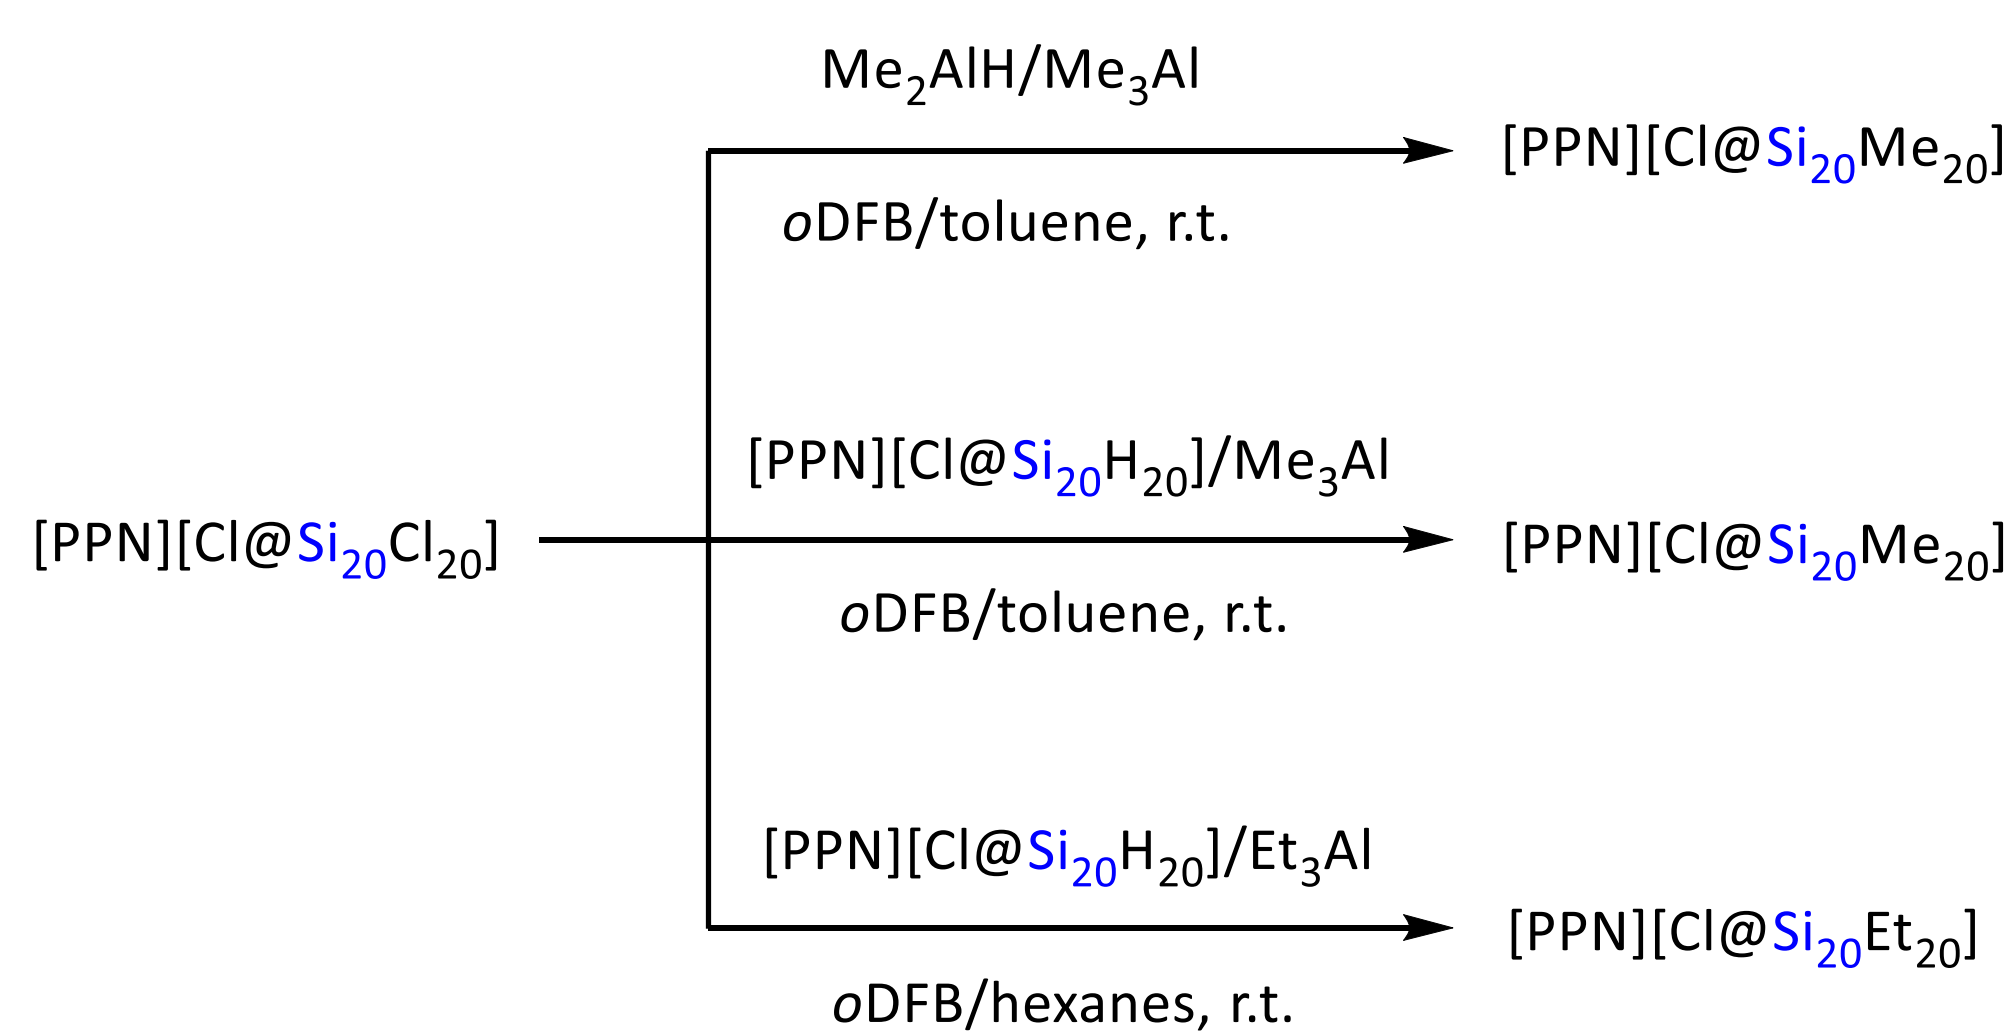 Me₂AlH/Me₃Al
oDFB/toluene, r.t.
[PPN][Cl@Si₂₀Me₂₀]
[PPN][Cl@Si₂₀Cl₂₀]
[PPN][Cl@Si₂₀H₂₀]/Me₃Al
oDFB/toluene, r.t.
[PPN][Cl@Si₂₀Me₂₀]
[PPN][Cl@Si₂₀H₂₀]/Et₃Al
oDFB/hexanes, r.t.
[PPN][Cl@Si₂₀Et₂₀]